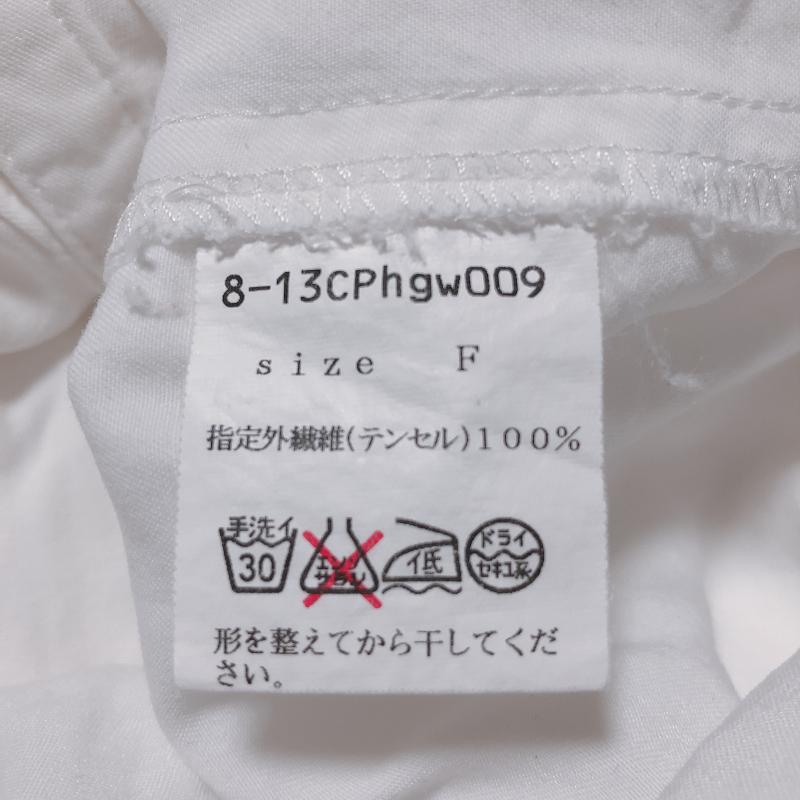 8-13CPhgw009
size F
指定外繊維(テンセル)100%
手洗イ
30
エンソ
サラシ
低
ドライ
セキユ系
形を整えてから干してくだ
さい。